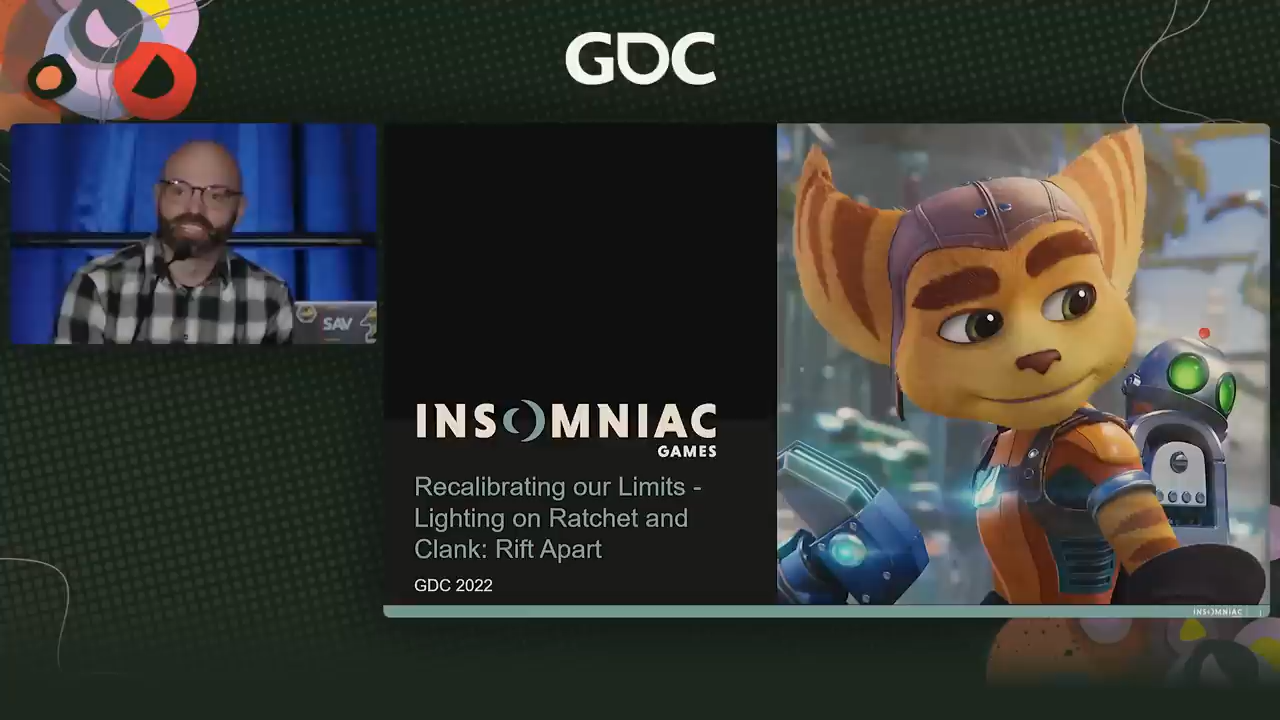 GDC
SAV
INSOMNIAC
GAMES
Recalibrating our Limits -
Lighting on Ratchet and
Clank: Rift Apart
GDC 2022
INSOMNIAC